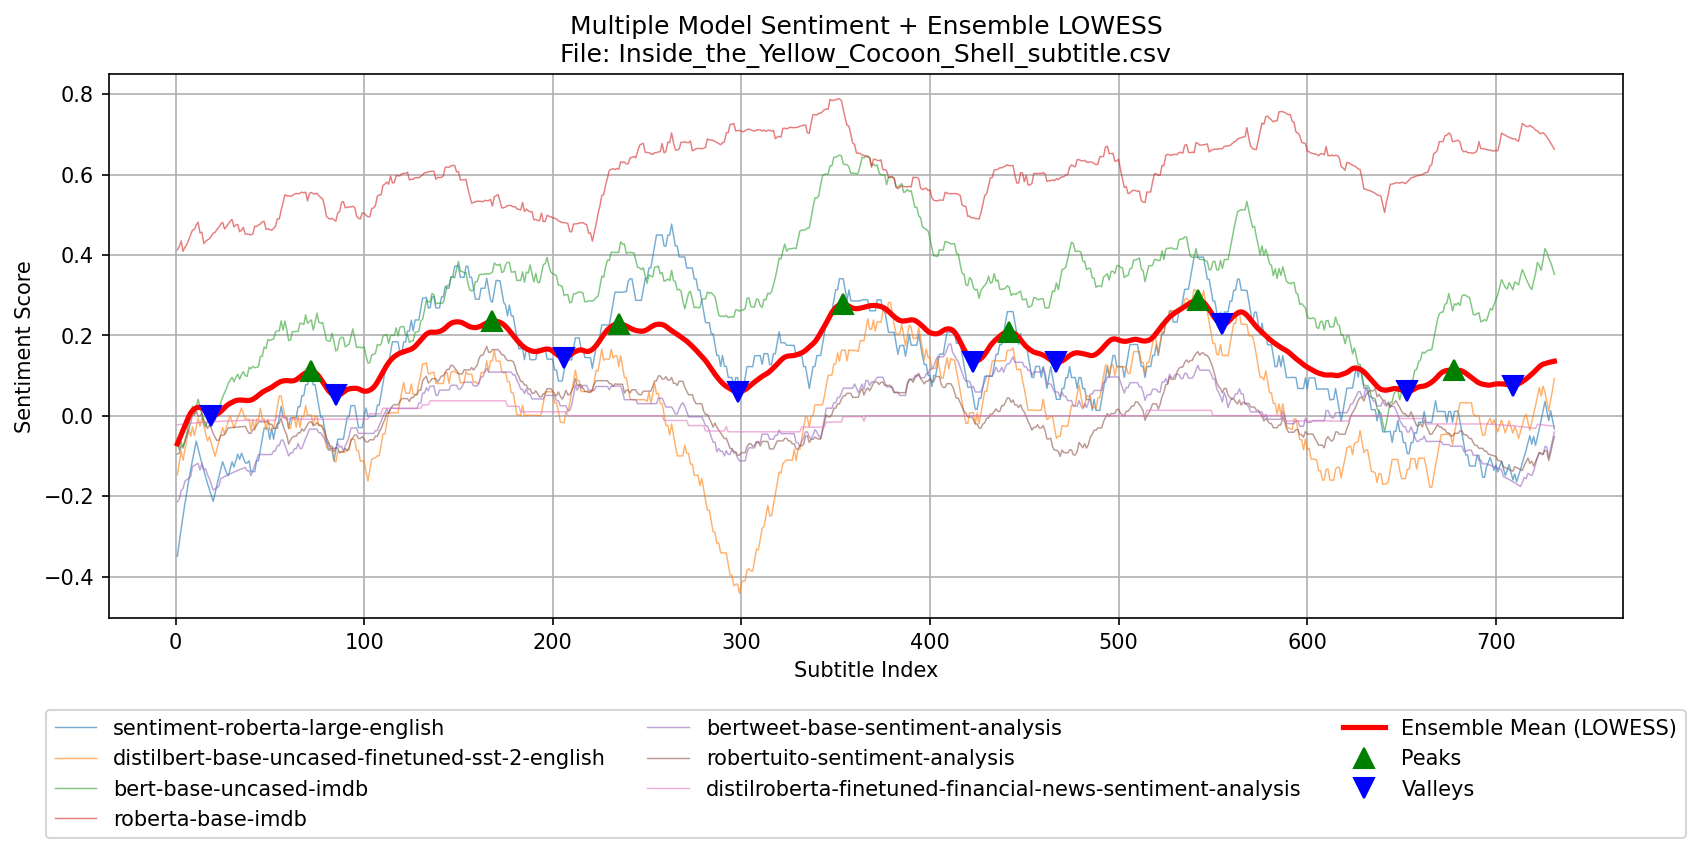 Multiple Model Sentiment + Ensemble LOWESS
File: Inside_the_Yellow_Cocoon_Shell_subtitle.csv
Sentiment Score
0.8
0.6
0.4
0.2
0.0
−0.2
−0.4
0 100 200 300 400 500 600 700
Subtitle Index
sentiment-roberta-large-english
distilbert-base-uncased-finetuned-sst-2-english
bert-base-uncased-imdb
roberta-base-imdb
bertweet-base-sentiment-analysis
robertuito-sentiment-analysis
distilroberta-finetuned-financial-news-sentiment-analysis
Ensemble Mean (LOWESS)
Peaks
Valleys